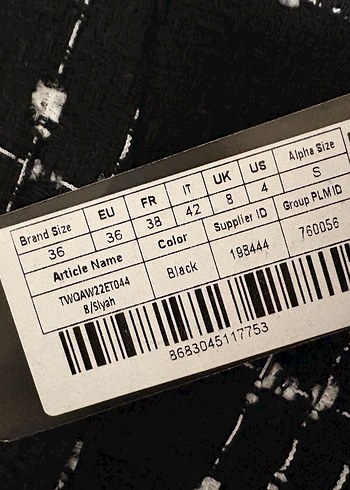 Brand Size EU FR IT UK US Alpha Size
36 36 38 42 8 4 S
Article Name Color Supplier ID Group PLM ID
TWOAW22ET044
B/Siyah Black 198444 760056
8683045117753